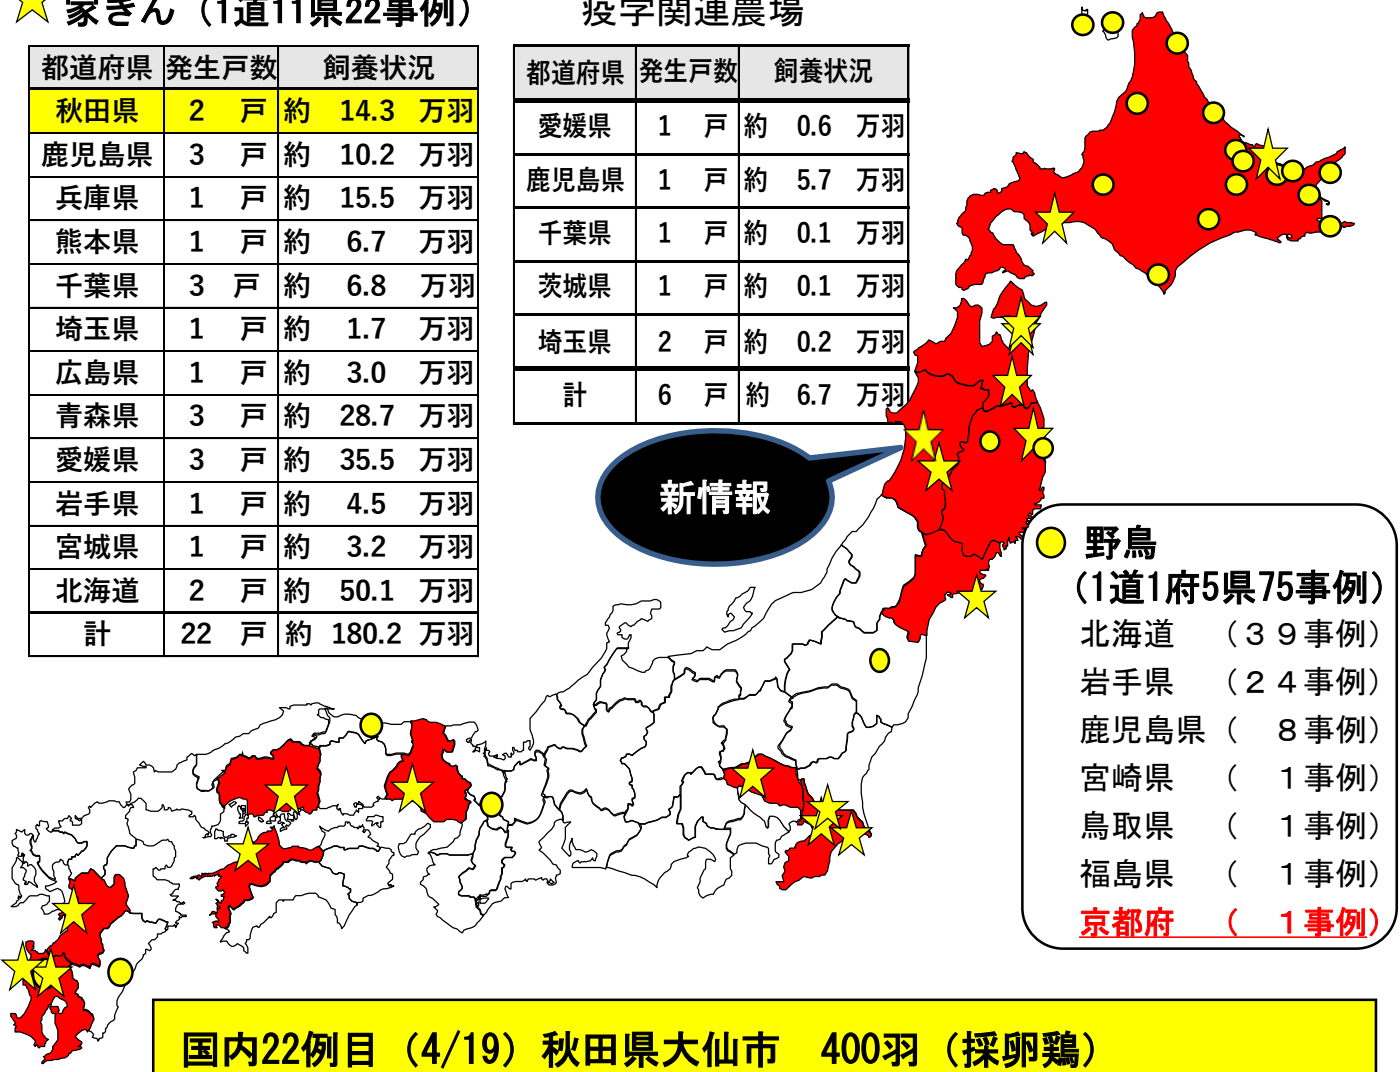 家きん（1道11県22事例）
都道府県 発生戸数 飼養状況
秋田県 2 戸 約 14.3 万羽
鹿児島県 3 戸 約 10.2 万羽
兵庫県 1 戸 約 15.5 万羽
熊本県 1 戸 約 6.7 万羽
千葉県 3 戸 約 6.8 万羽
埼玉県 1 戸 約 1.7 万羽
広島県 1 戸 約 3.0 万羽
青森県 3 戸 約 28.7 万羽
愛媛県 3 戸 約 35.5 万羽
岩手県 1 戸 約 4.5 万羽
宮城県 1 戸 約 3.2 万羽
北海道 2 戸 約 50.1 万羽
計 22 戸 約 180.2 万羽
疫学関連農場
都道府県 発生戸数 飼養状況
愛媛県 1 戸 約 0.6 万羽
鹿児島県 1 戸 約 5.7 万羽
千葉県 1 戸 約 0.1 万羽
茨城県 1 戸 約 0.1 万羽
埼玉県 2 戸 約 0.2 万羽
計 6 戸 約 6.7 万羽
新情報
野鳥
（1道1府5県75事例）
北海道 （３９事例）
岩手県 （２４事例）
鹿児島県（ ８事例）
宮崎県 （ １事例）
鳥取県 （ １事例）
福島県 （ １事例）
京都府 （ １事例）
国内22例目（4/19）秋田県大仙市 400羽（採卵鶏）